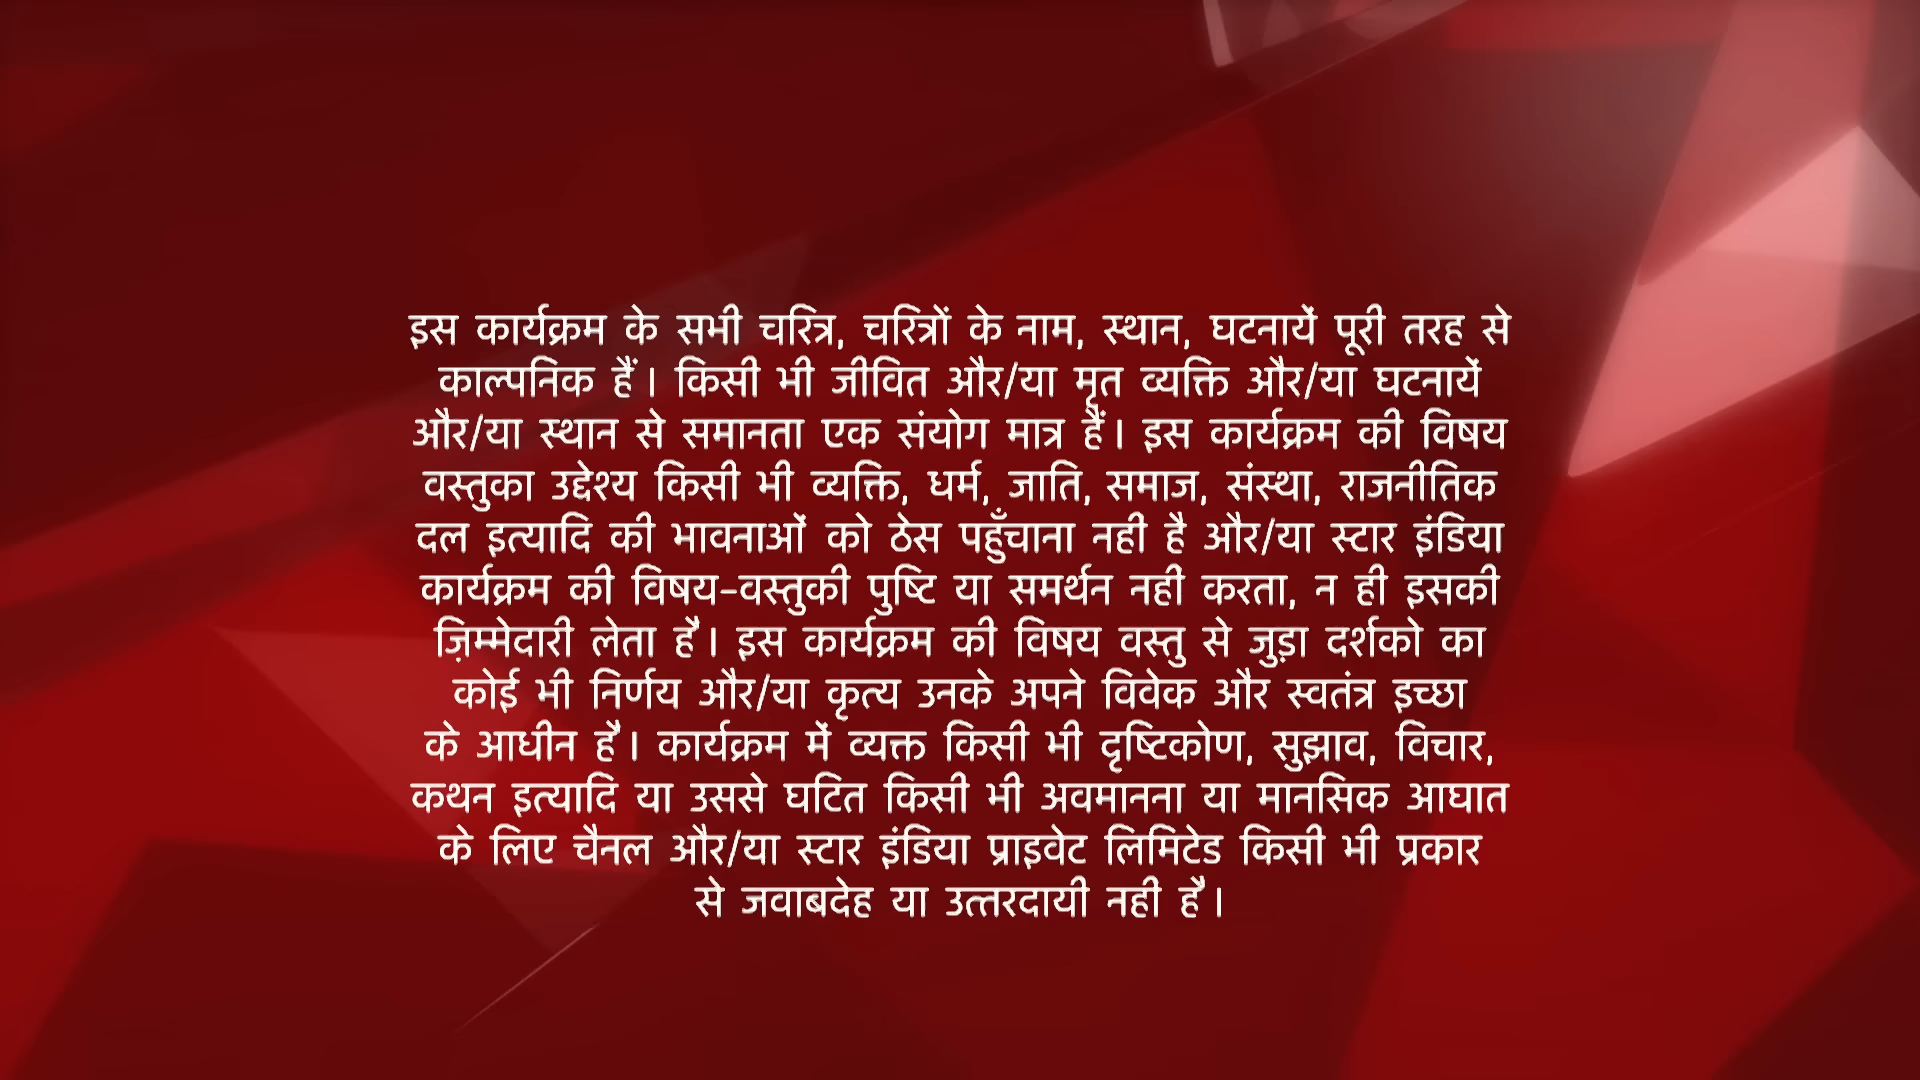 इस कार्यक्रम के सभी चरित्र, चरित्रों के नाम, स्थान, घटनायें पूरी तरह से
काल्पनिक हैं। किसी भी जीवित और/या मृत व्यक्ति और/या घटनायें
और/या स्थान से समानता एक संयोग मात्र हैं। इस कार्यक्रम की विषय
वस्तुका उद्देश्य किसी भी व्यक्ति, धर्म, जाति, समाज, संस्था, राजनीतिक
दल इत्यादि की भावनाओं को ठेस पहुँचाना नही है और/या स्टार इंडिया
कार्यक्रम की विषय-वस्तुकी पुष्टि या समर्थन नहीं करता, न ही इसकी
ज़िम्मेदारी लेता है। इस कार्यक्रम की विषय वस्तु से जुड़ा दर्शको का
कोई भी निर्णय और/या कृत्य उनके अपने विवेक और स्वतंत्र इच्छा
के आधीन है। कार्यक्रम में व्यक्त किसी भी दृष्टिकोण, सुझाव, विचार,
कथन इत्यादि या उससे घटित किसी भी अवमानना या मानसिक आघात
के लिए चैनल और/या स्टार इंडिया प्राइवेट लिमिटेड किसी भी प्रकार
से जवाबदेह या उत्तरदायी नही है।